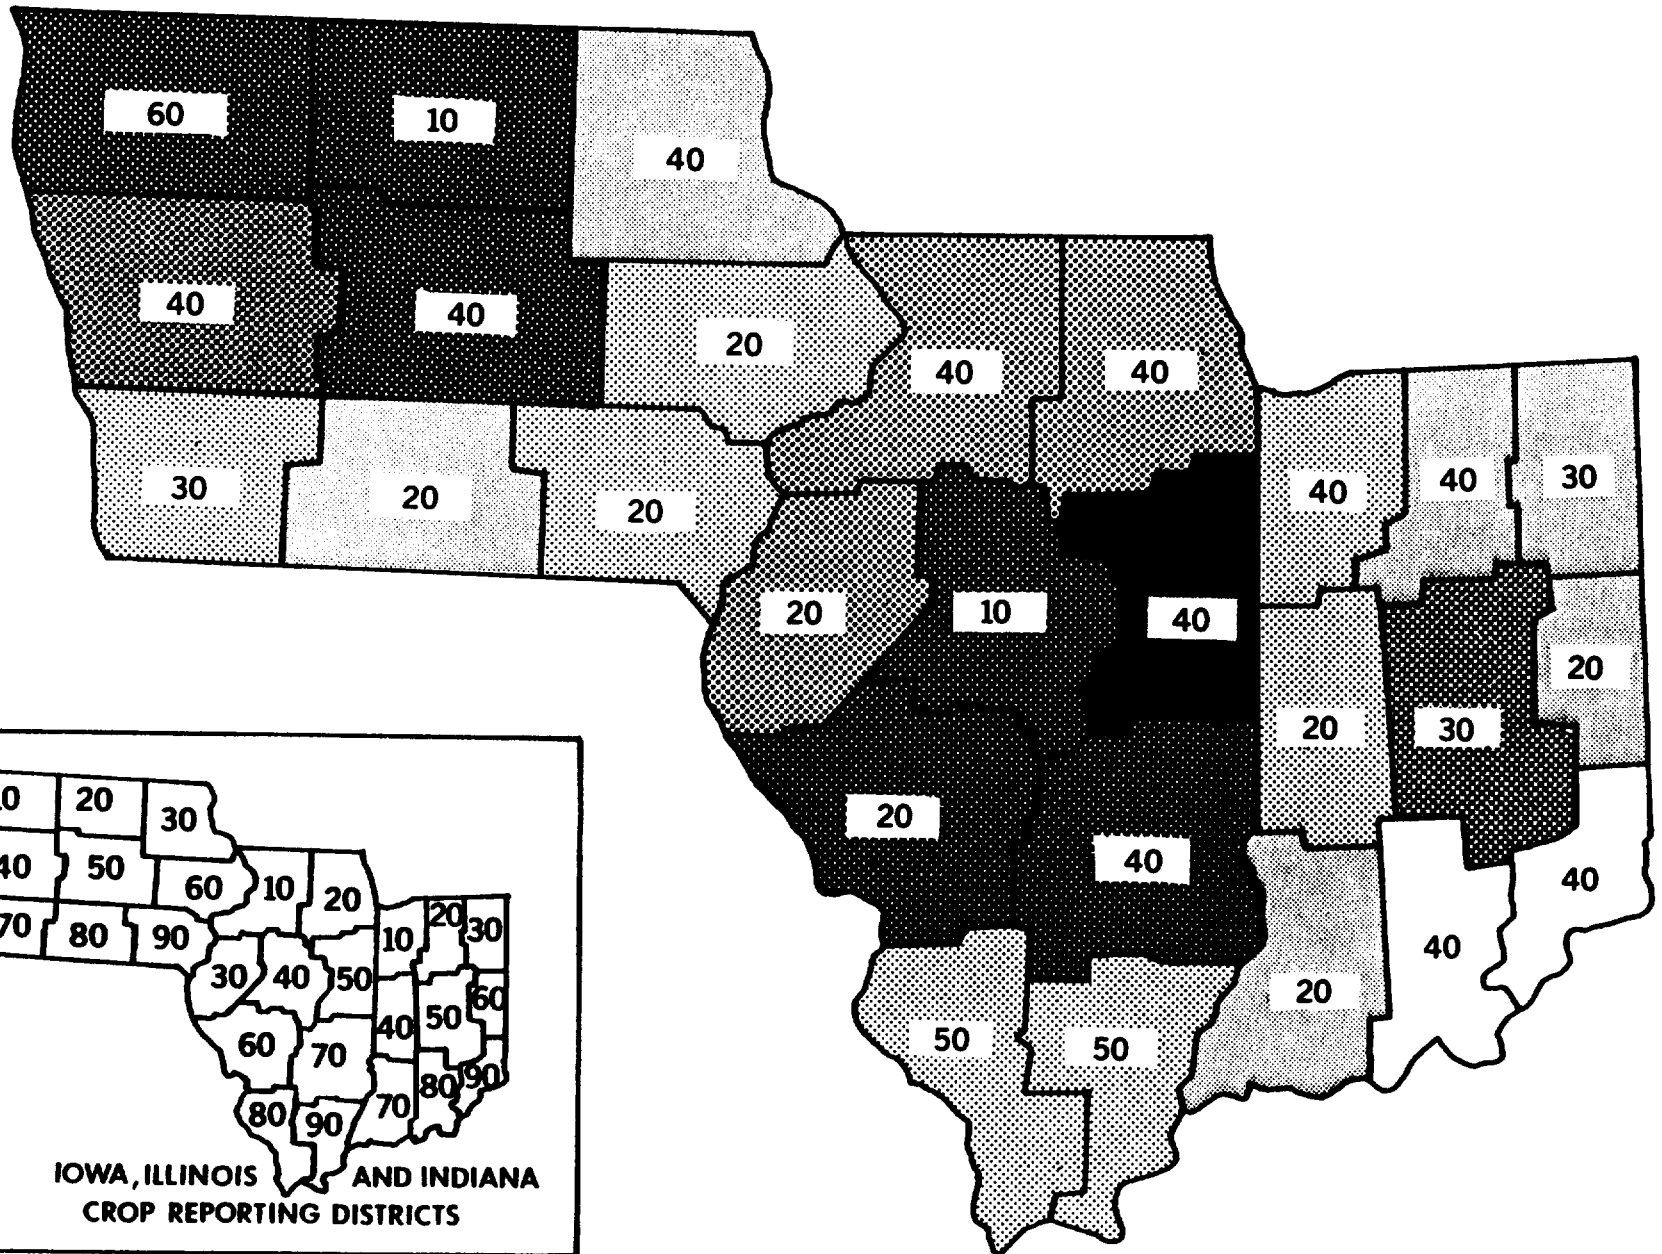 60 10 40
40 40 20
40 40
30 20 20
40 40 30
20 10 40
20 30 20
20 40
40 40
20
50 50
0 20 30
40 50 60 10 20
70 80 90 10 20 30
30 40 50 60
40 50
60 70
80 90
70
80 90
IOWA, ILLINOIS AND INDIANA
CROP REPORTING DISTRICTS